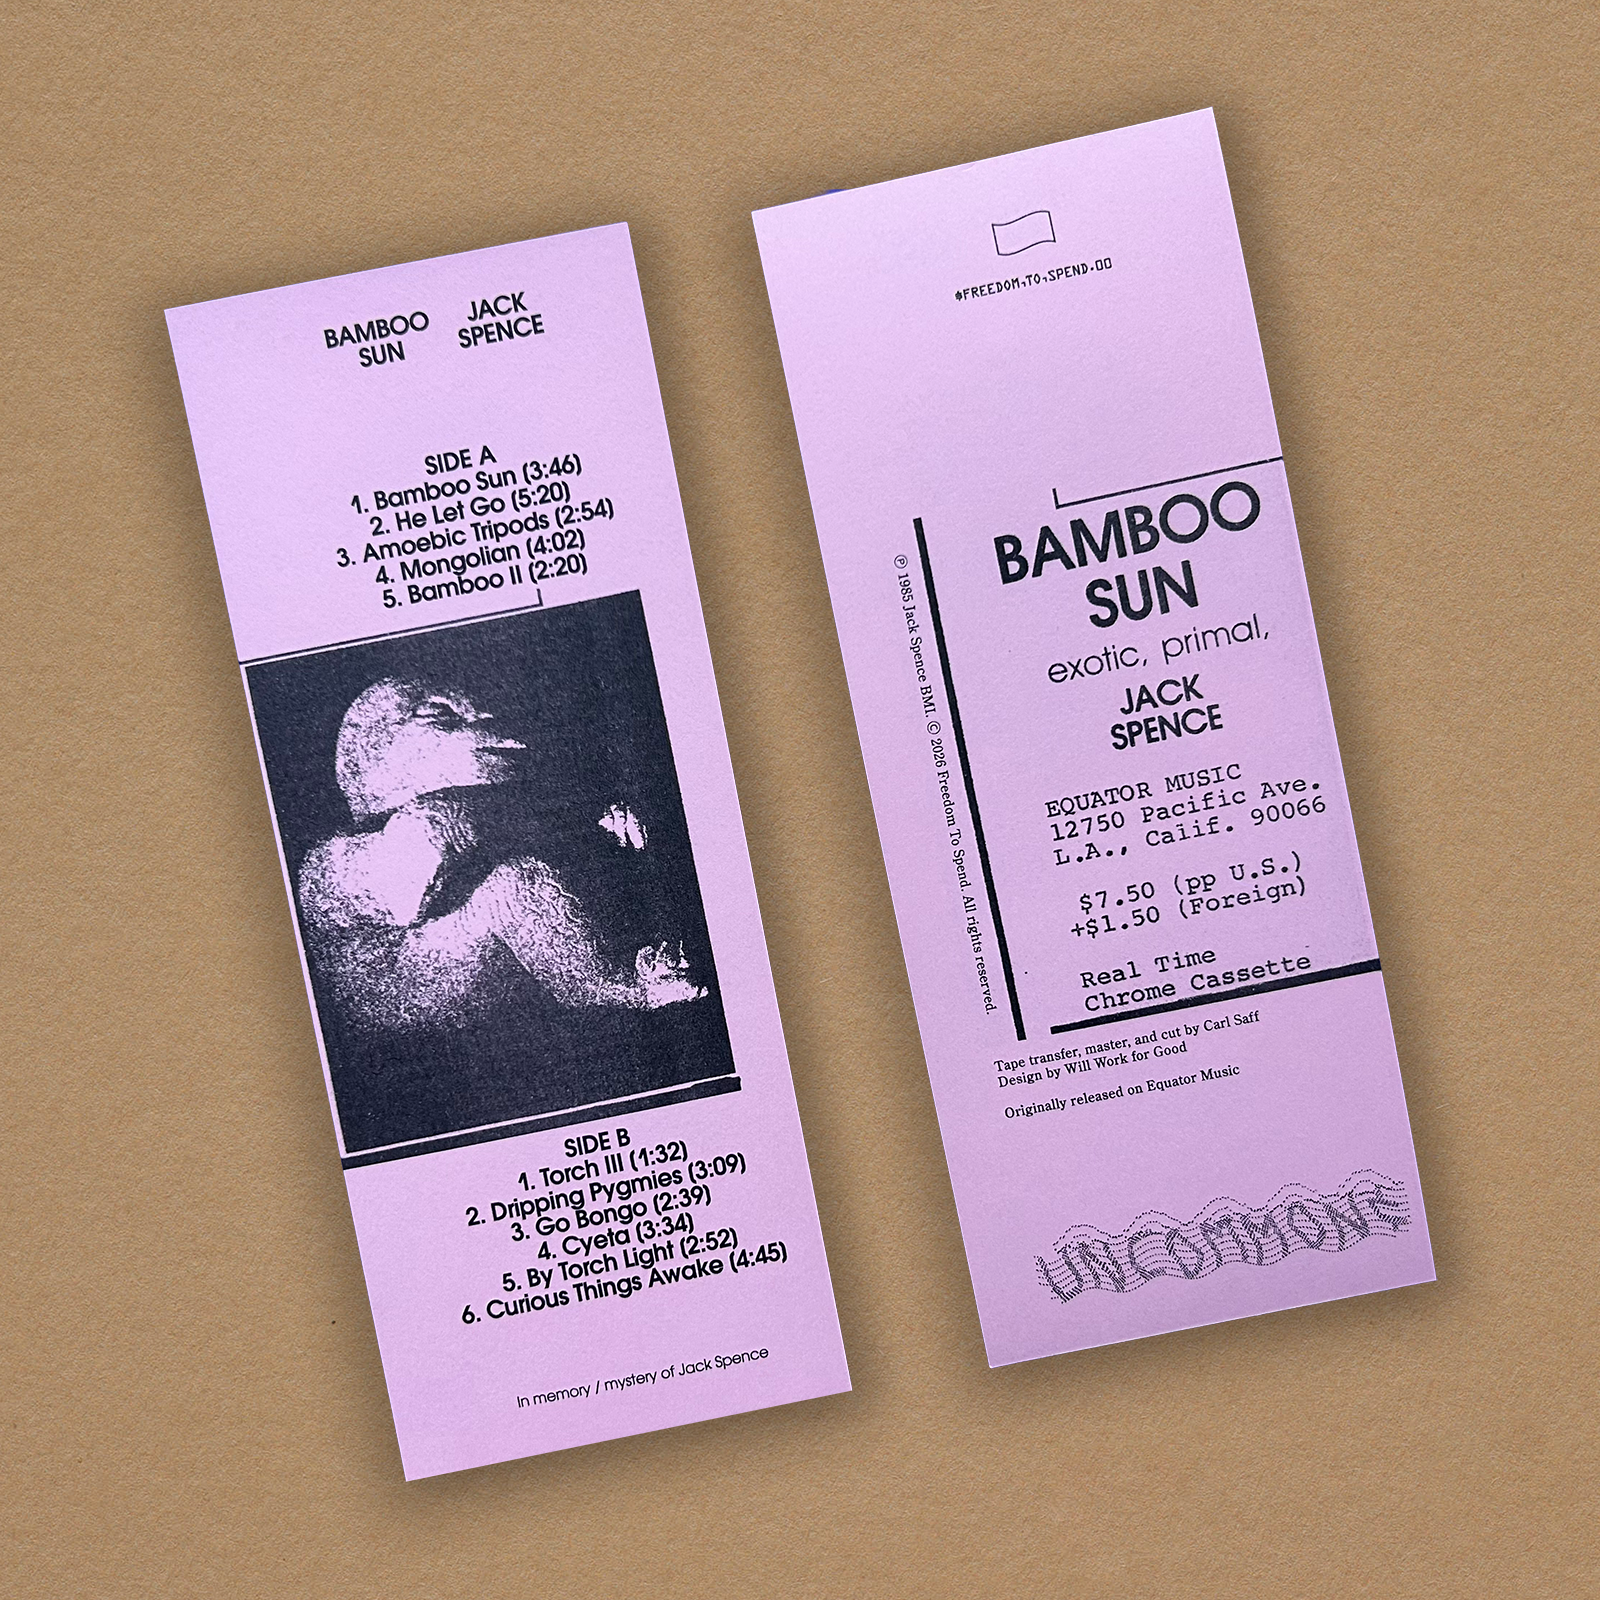 BAMBOO SUN
JACK SPENCE
SIDE A
1. Bamboo Sun (3:46)
2. He Let Go (5:20)
3. Amoebic Tripods (2:54)
4. Mongolian (4:02)
5. Bamboo II (2:20)
SIDE B
1. Torch III (1:32)
2. Dripping Pygmies (3:09)
3. Go Bongo (2:39)
4. Cyeta (3:34)
5. By Torch Light (2:52)
6. Curious Things Awake (4:45)
In memory / mystery of Jack Spence
*FREEDOM,TO,SPEND.00
BAMBOO
SUN
exotic, primal,
JACK
SPENCE
EQUATOR MUSIC
12750 Pacific Ave.
L.A., Calif. 90066
$7.50 (pp U.S.)
+$1.50 (Foreign)
Real Time
Chrome Cassette
℗ 1985 Jack Spence BMI. © 2026 Freedom To Spend. All rights reserved.
Tape transfer, master, and cut by Carl Saff
Design by Will Work for Good
Originally released on Equator Music
UNCOMMON¢